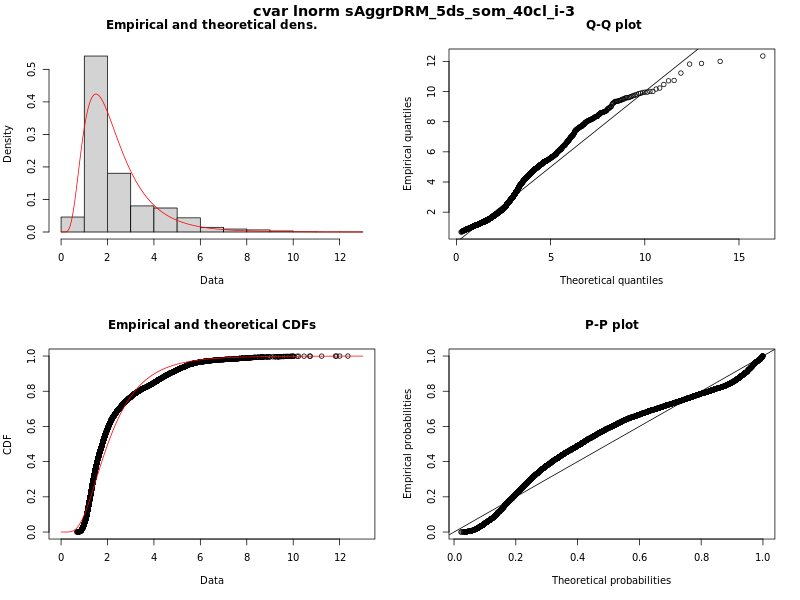 cvar lnorm sAggrDRM_5ds_som_40cl_i-3
Empirical and theoretical dens.
Density
0.0 0.1 0.2 0.3 0.4 0.5
0 2 4 6 8 10 12
Data
Q-Q plot
Empirical quantiles
2 4 6 8 10 12
0 5 10 15
Theoretical quantiles
Empirical and theoretical CDFs
CDF
0.0 0.2 0.4 0.6 0.8 1.0
0 2 4 6 8 10 12
Data
P-P plot
Empirical probabilities
0.0 0.2 0.4 0.6 0.8 1.0
0.0 0.2 0.4 0.6 0.8 1.0
Theoretical probabilities